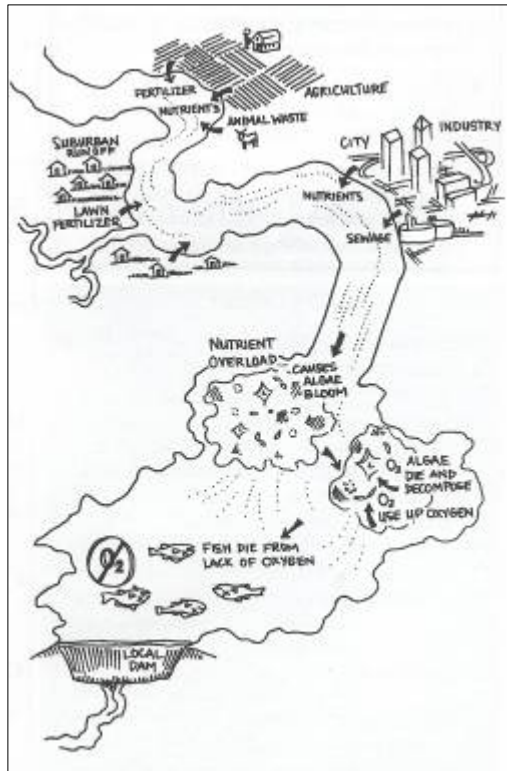 FERTILIZER
NUTRIENTS
ANIMAL WASTE
AGRICULTURE
SUBURBAN
RUNOFF
LAWN
FERTILIZER
CITY
INDUSTRY
NUTRIENTS
SEWAGE
NUTRIENT
OVERLOAD
CAUSES
ALGAE
BLOOM
O2 ALGAE
DIE AND
DECOMPOSE
O2
USE UP OXYGEN
FISH DIE FROM
LACK OF OXYGEN
O2
LOCAL
DAM